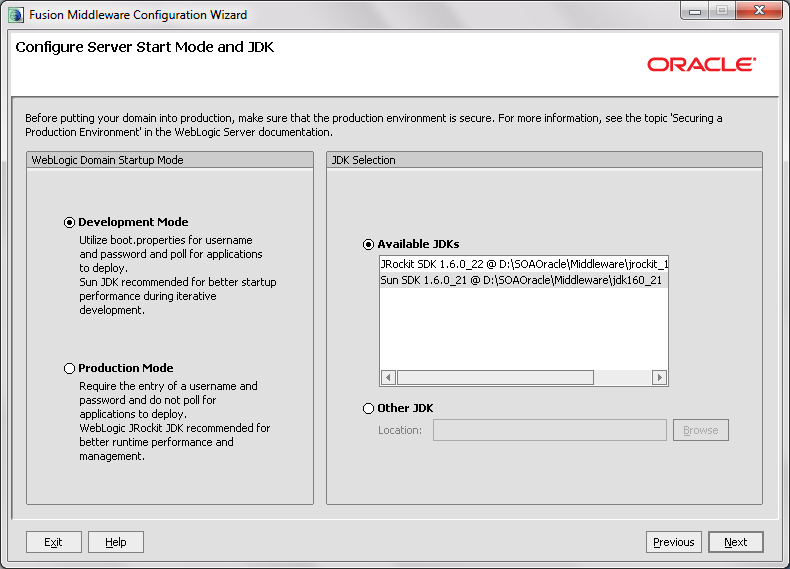 Fusion Middleware Configuration Wizard
Configure Server Start Mode and JDK
ORACLE
Before putting your domain into production, make sure that the production environment is secure. For more information, see the topic 'Securing a
Production Environment' in the WebLogic Server documentation.
WebLogic Domain Startup Mode
Development Mode
Utilize boot.properties for username
and password and poll for applications
to deploy.
Sun JDK recommended for better startup
performance during iterative
development.
Production Mode
Require the entry of a username and
password and do not poll for
applications to deploy.
WebLogic JRockit JDK recommended for
better runtime performance and
management.
JDK Selection
Available JDKs
JRockit SDK 1.6.0_22 @ D:\SOAOracle\Middleware\jrockit_1
Sun SDK 1.6.0_21 @ D:\SOAOracle\Middleware\jdk160_21
Other JDK
Location:
Browse
Exit
Help
Previous
Next